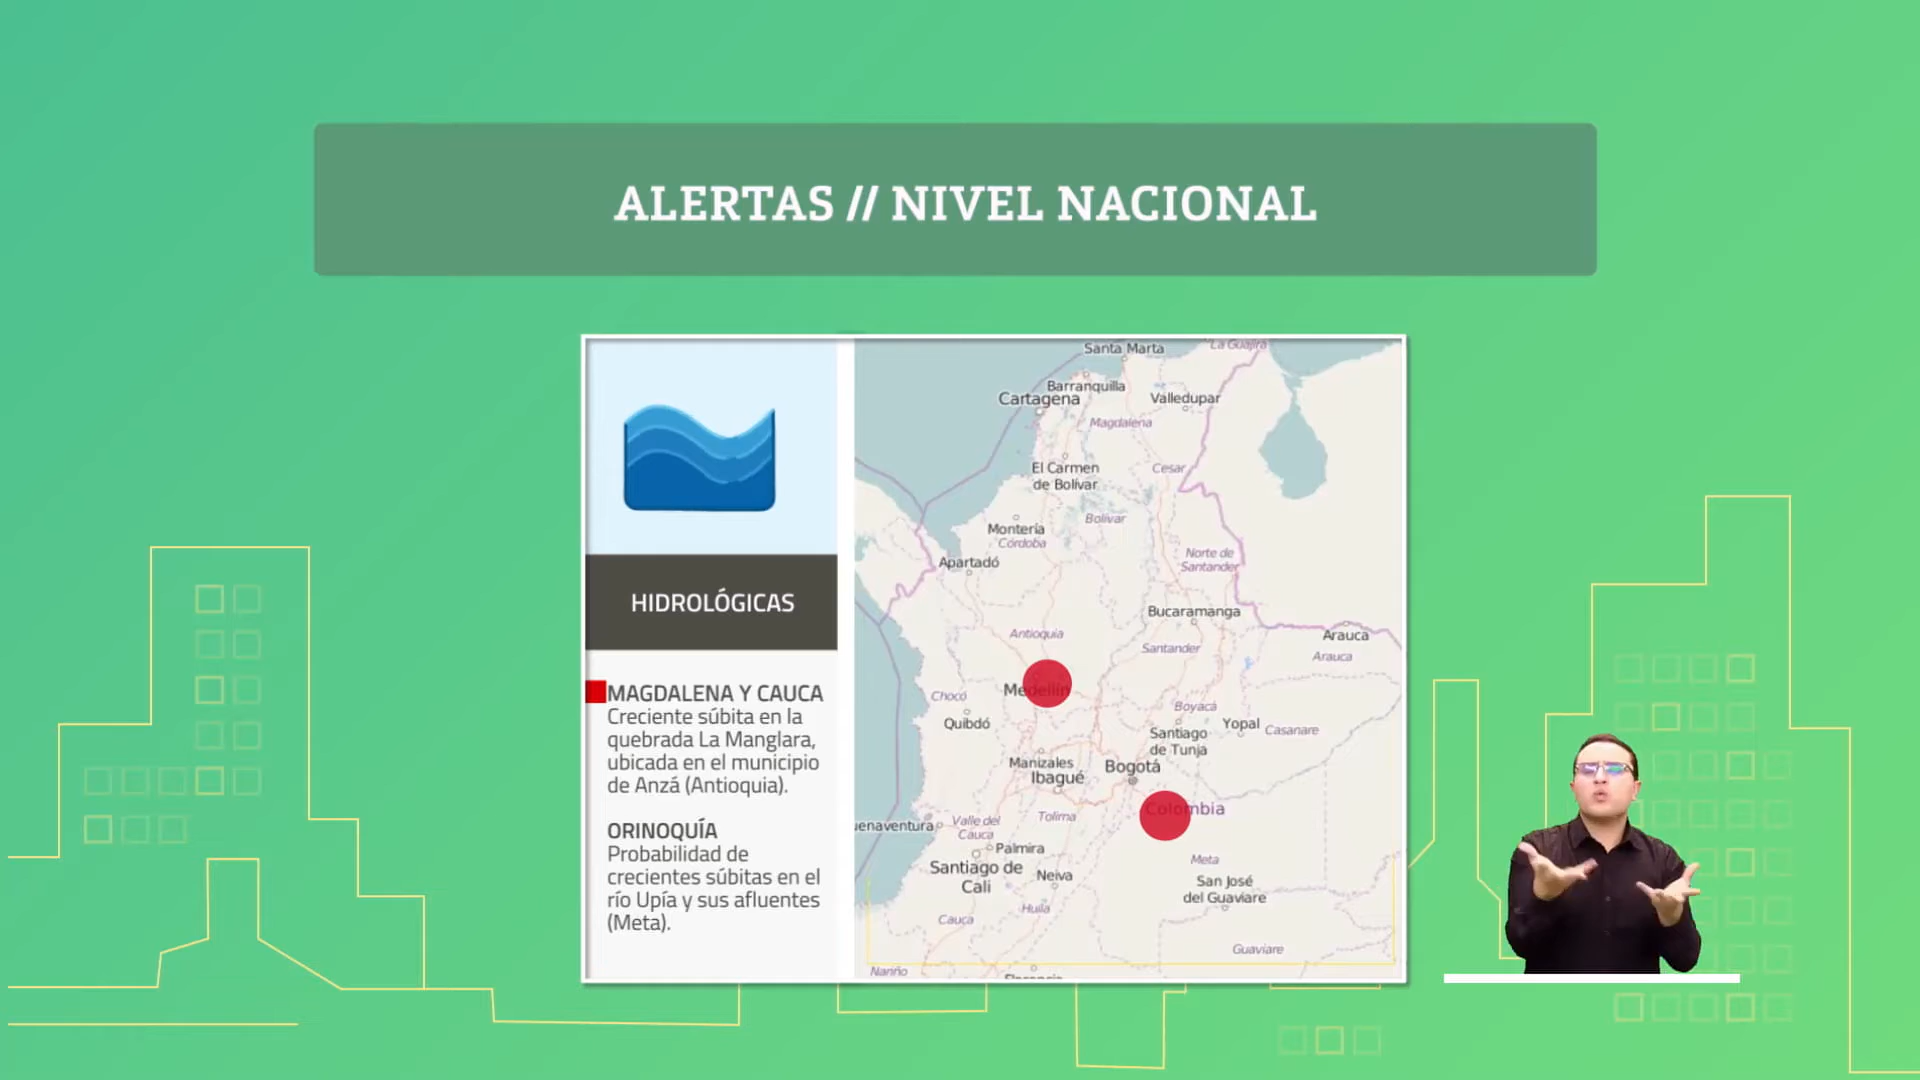 ALERTAS // NIVEL NACIONAL
HIDROLÓGICAS
MAGDALENA Y CAUCA
Creciente súbita en la
quebrada La Manglara,
ubicada en el municipio
de Anzá (Antioquia).
ORINOQUÍA
Probabilidad de
crecientes súbitas en el
río Upía y sus afluentes
(Meta).
Santa Marta
La Guajira
Barranquilla
Cartagena
Valledupar
Magdalena
El Carmen
de Bolívar
Cesar
Bolívar
Montería
Córdoba
Apartadó
Norte de
Santander
Bucaramanga
Antioquia
Arauca
Santander
Arauca
Medellín
Chocó
Quibdó
Boyacá
Yopal
Casanare
Santiago
de Tunja
Manizales
Ibagué
Bogotá
Colombia
Tolima
uenaventura
Valle del
Cauca
Palmira
Santiago de
Cali
Neiva
Meta
San José
del Guaviare
Huila
Cauca
Guaviare
Nariño